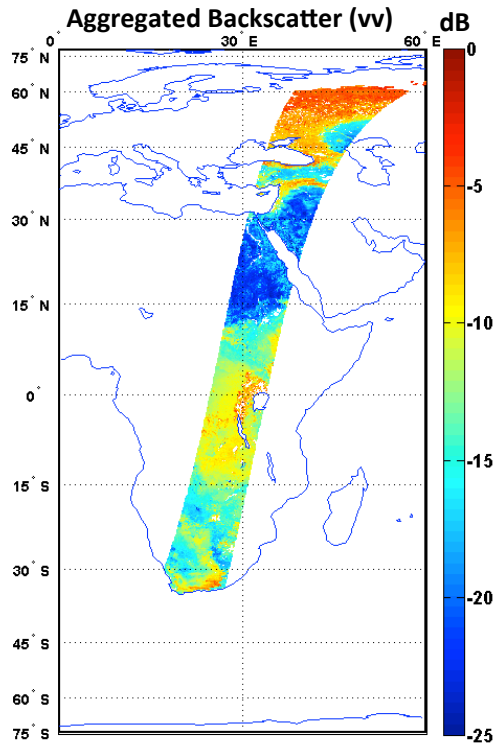 Aggregated Backscatter (vv)
dB
0° 30° E 60° E
75° N
60° N
45° N
30° N
15° N
0°
15° S
30° S
45° S
60° S
75° S
0
-5
-10
-15
-20
-25